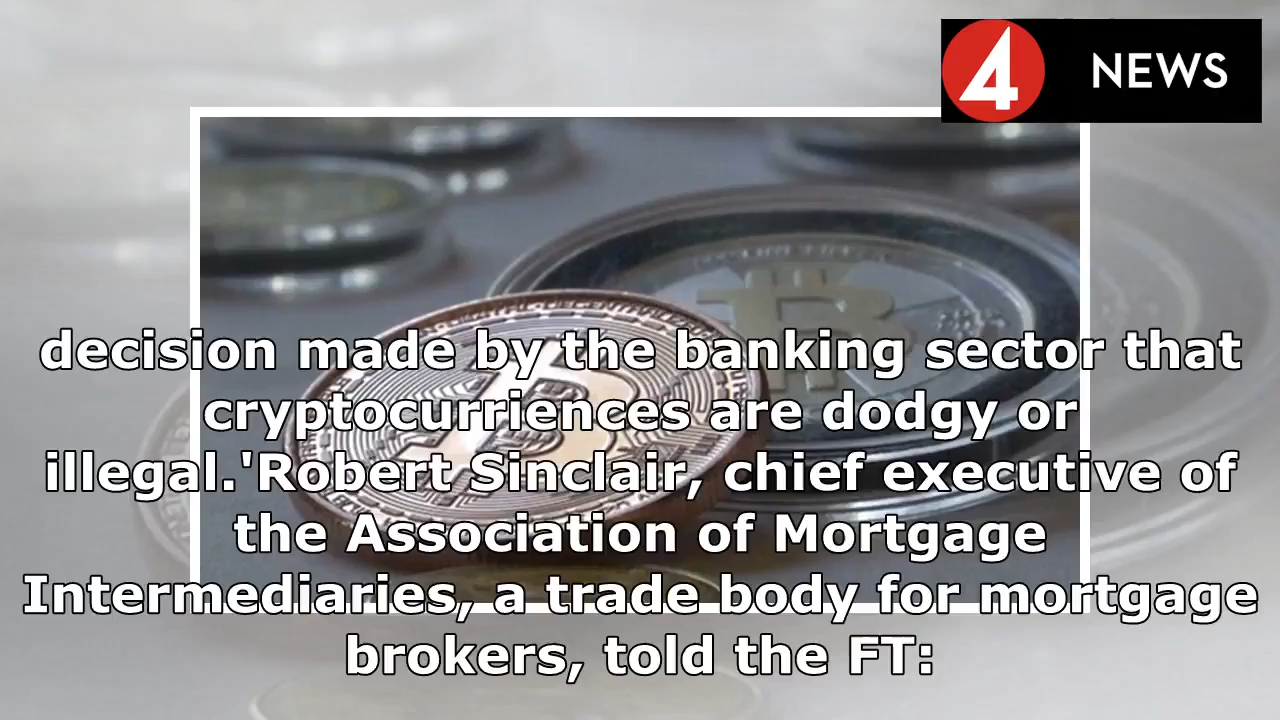 4 NEWS
decision made by the banking sector that
cryptocurriences are dodgy or
illegal.'Robert Sinclair, chief executive of
the Association of Mortgage
Intermediaries, a trade body for mortgage
brokers, told the FT: